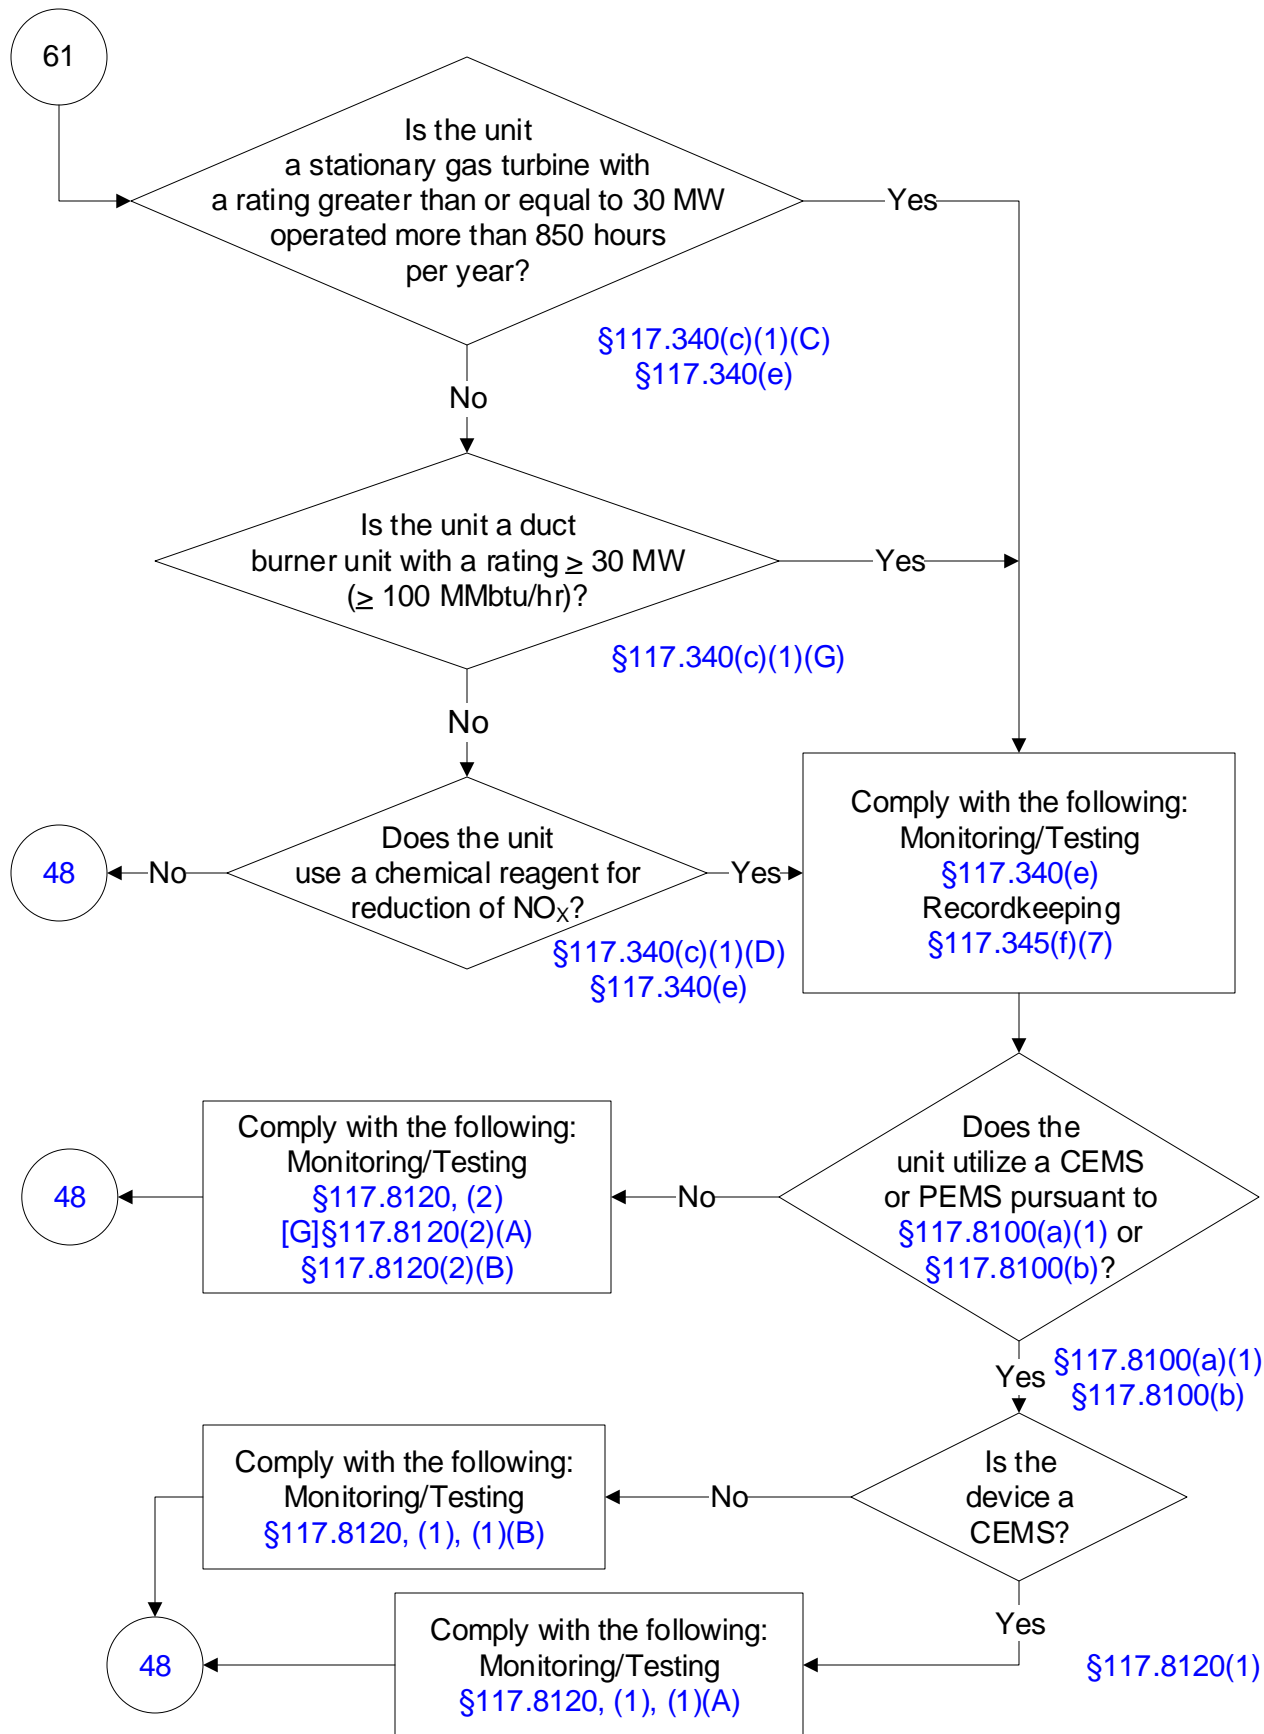 61
Is the unit
a stationary gas turbine with
a rating greater than or equal to 30 MW
operated more than 850 hours
per year?
Yes
§117.340(c)(1)(C)
§117.340(e)
No
Is the unit a duct
burner unit with a rating ≥ 30 MW
(≥ 100 MMbtu/hr)?
Yes
§117.340(c)(1)(G)
No
Does the unit
use a chemical reagent for
reduction of NOX?
No
48
Yes
§117.340(c)(1)(D)
§117.340(e)
Comply with the following:
Monitoring/Testing
§117.340(e)
Recordkeeping
§117.345(f)(7)
Does the
unit utilize a CEMS
or PEMS pursuant to
§117.8100(a)(1) or
§117.8100(b)?
No
Comply with the following:
Monitoring/Testing
§117.8120, (2)
[G]§117.8120(2)(A)
§117.8120(2)(B)
48
Yes
§117.8100(a)(1)
§117.8100(b)
Is the
device a
CEMS?
No
Comply with the following:
Monitoring/Testing
§117.8120, (1), (1)(B)
Yes
§117.8120(1)
Comply with the following:
Monitoring/Testing
§117.8120, (1), (1)(A)
48